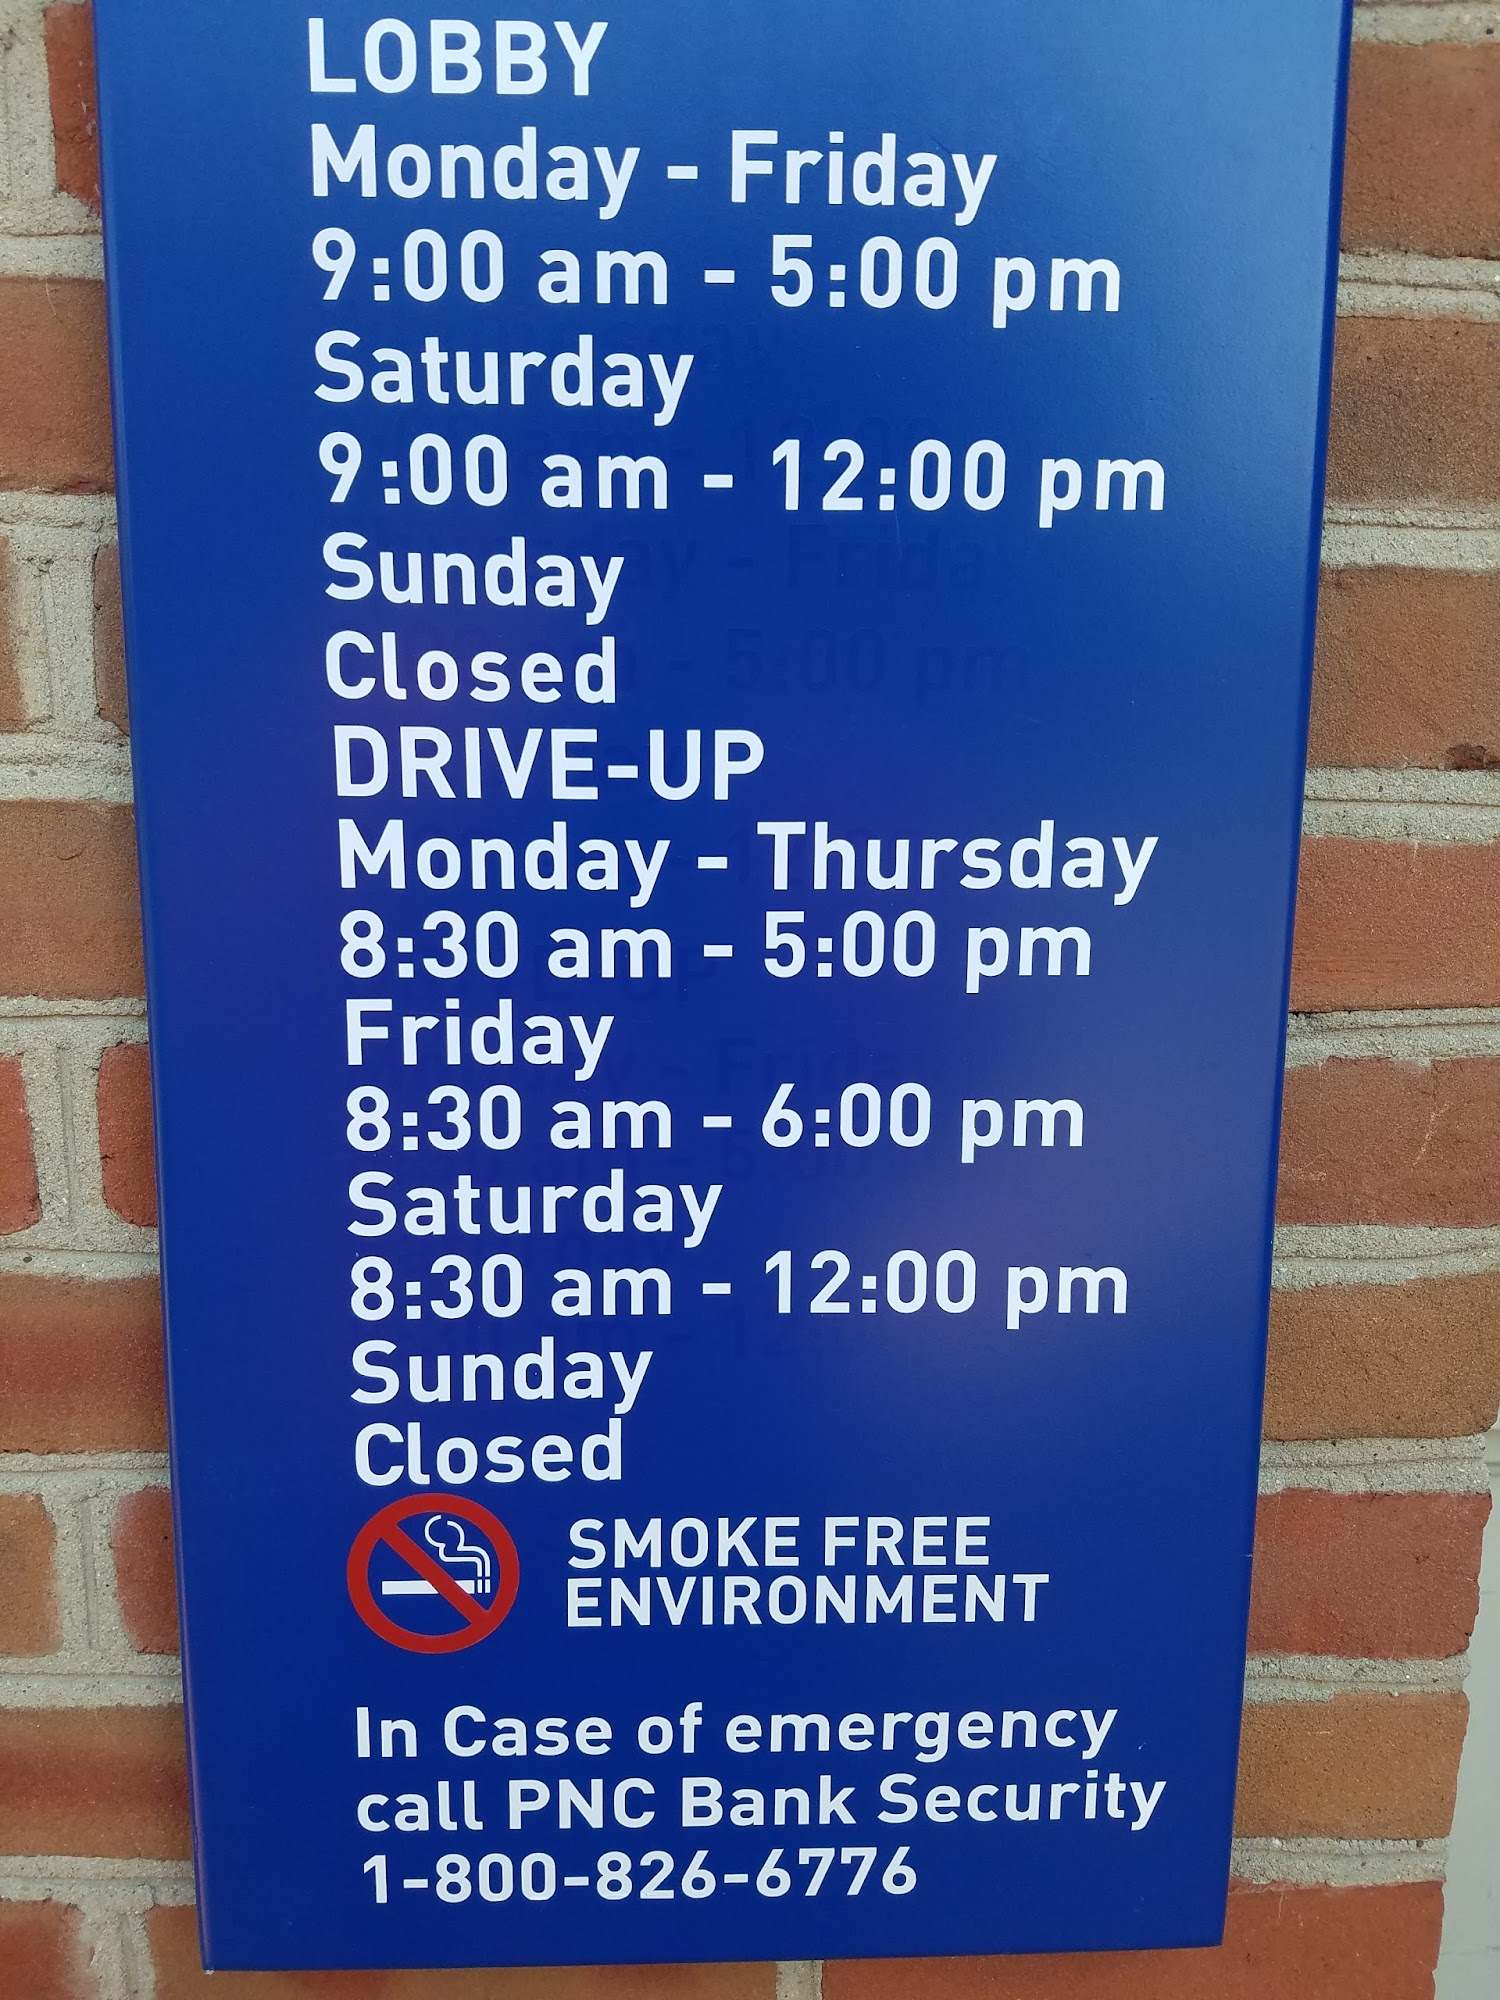 LOBBY
Monday - Friday
9:00 am - 5:00 pm
Saturday
9:00 am - 12:00 pm
Sunday
Closed
DRIVE-UP
Monday - Thursday
8:30 am - 5:00 pm
Friday
8:30 am - 6:00 pm
Saturday
8:30 am - 12:00 pm
Sunday
Closed
SMOKE FREE
ENVIRONMENT
In Case of emergency
call PNC Bank Security
1-800-826-6776